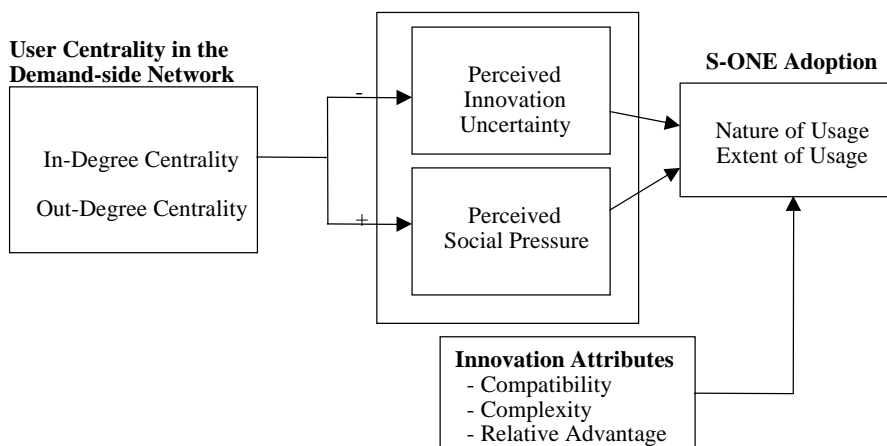 User Centrality in the
Demand-side Network
In-Degree Centrality
Out-Degree Centrality
-
+
Perceived
Innovation
Uncertainty
Perceived
Social Pressure
S-ONE Adoption
Nature of Usage
Extent of Usage
Innovation Attributes
- Compatibility
- Complexity
- Relative Advantage